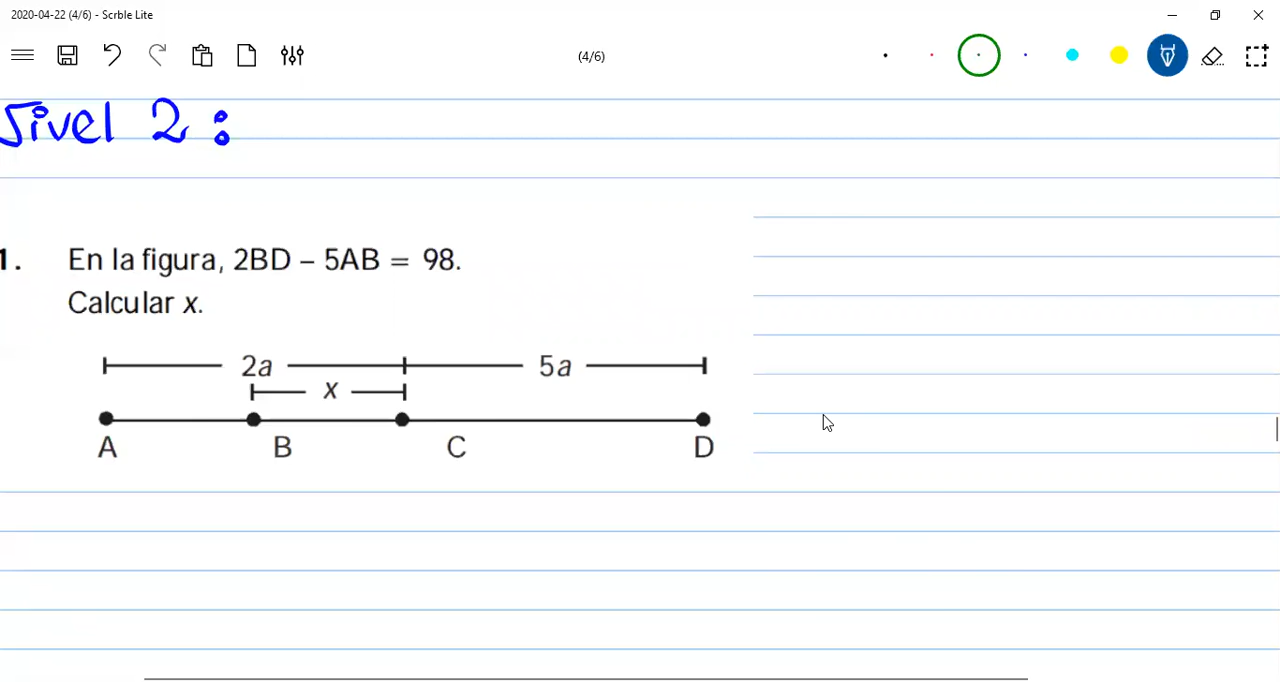 2020-04-22 (4/6) - Scrble Lite
(4/6)
Nivel 2 :
1. En la figura, 2BD – 5AB = 98.
Calcular x.
2a 5a
x
A B C D